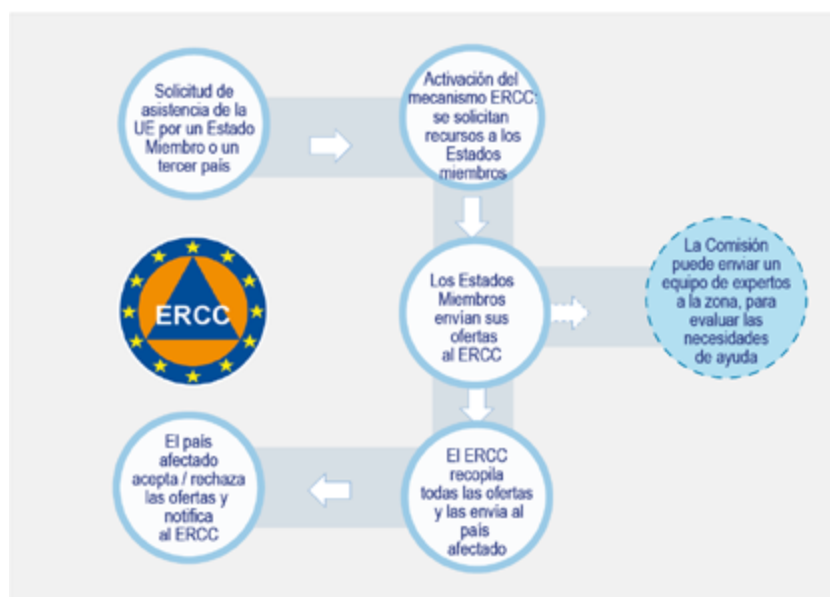 Solicitud de
asistencia de la
UE por un Estado
Miembro o un
tercer país
Activación del
mecanismo ERCC:
se solicitan
recursos a los
Estados
miembros
Los Estados
Miembros
envían sus
ofertas
al ERCC
La Comisión
puede enviar un
equipo de expertos
a la zona, para
evaluar las
necesidades
de ayuda
ERCC
El ERCC
recopila
todas las ofertas
y las envia al
país
afectado
El país
afectado
acepta / rechaza
las ofertas y
notifica
al ERCC